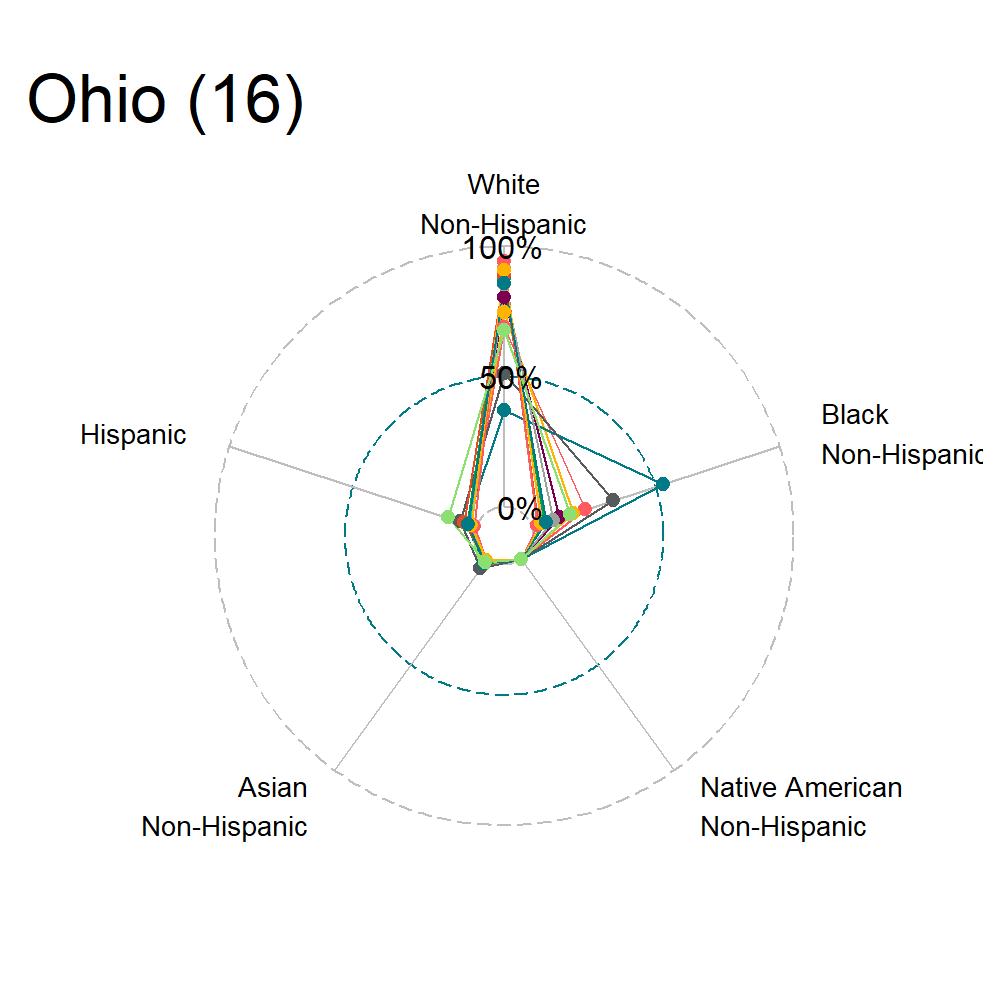 Ohio (16)
White
Non-Hispanic
100%
Black
Non-Hispanic
Hispanic
50%
0%
Asian
Non-Hispanic
Native American
Non-Hispanic